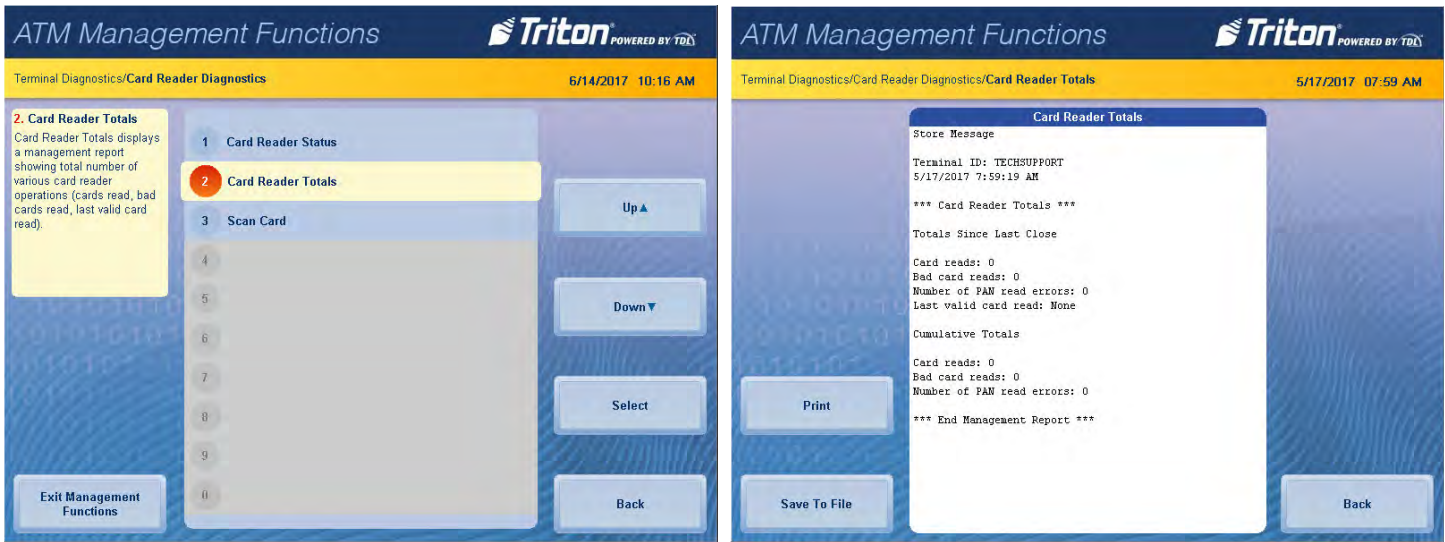 ATM Management Functions
Triton POWERED BY TDL
Terminal Diagnostics/Card Reader Diagnostics
6/14/2017 10:16 AM
2. Card Reader Totals
Card Reader Totals displays
a management report
showing total number of
various card reader
operations (cards read, bad
cards read, last valid card
read).
1 Card Reader Status
2 Card Reader Totals
3 Scan Card
4
5
6
7
8
9
0
Up▲
Down▼
Select
Back
Exit Management
Functions
ATM Management Functions
Triton POWERED BY TDL
Terminal Diagnostics/Card Reader Diagnostics/Card Reader Totals
5/17/2017 07:59 AM
Card Reader Totals
Store Message
Terminal ID: TECHSUPPORT
5/17/2017 7:59:19 AM
*** Card Reader Totals ***
Totals Since Last Close
Card reads: 0
Bad card reads: 0
Number of PAN read errors: 0
Last valid card read: None
Cumulative Totals
Card reads: 0
Bad card reads: 0
Number of PAN read errors: 0
*** End Management Report ***
Print
Save To File
Back